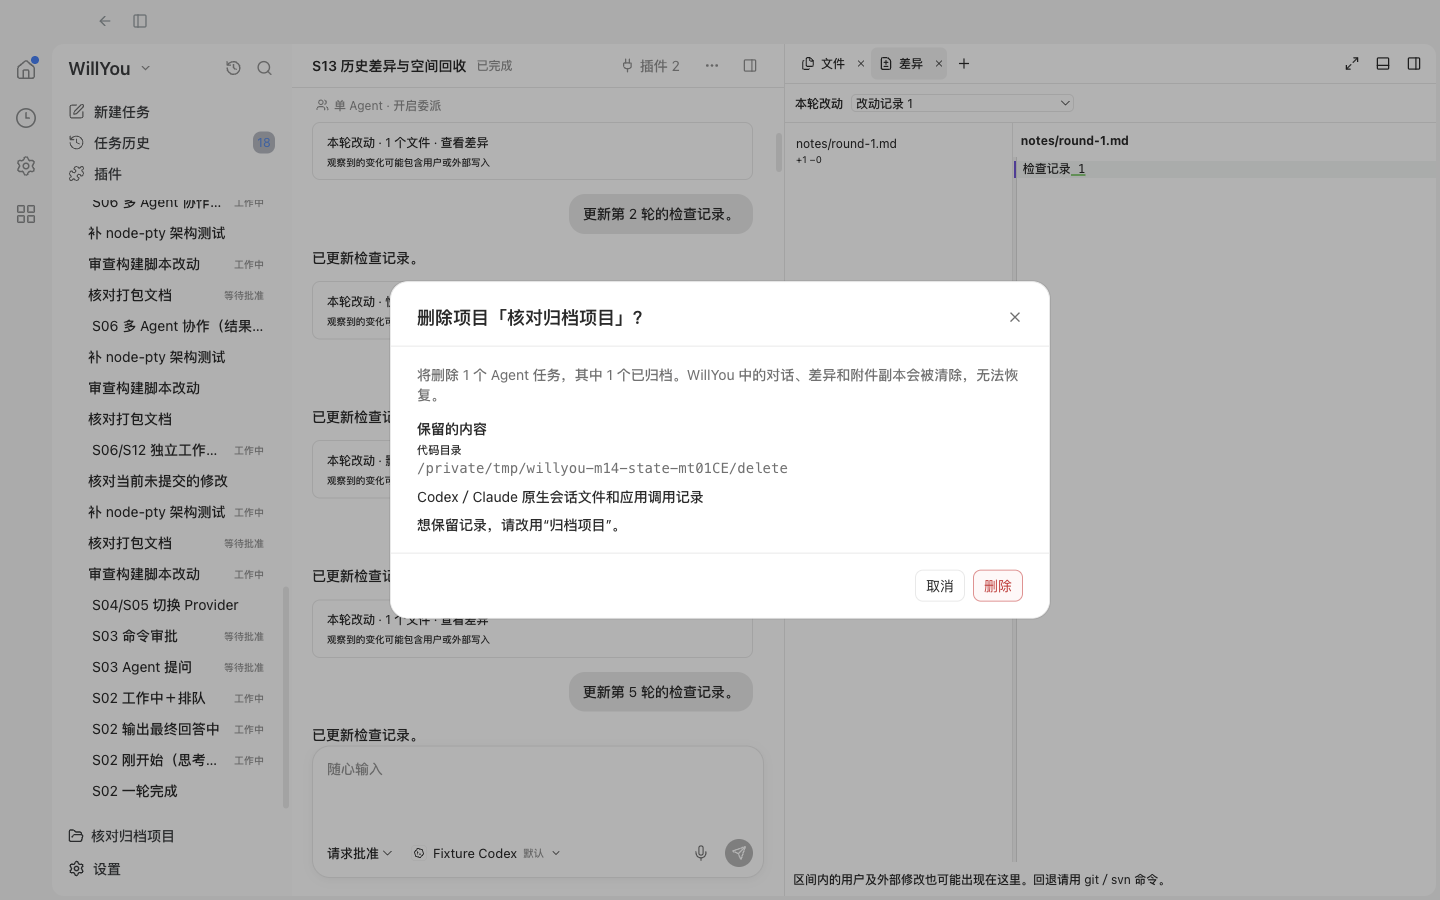 WillYou
新建任务
任务历史
18
插件
S06 多 Agent 协作... 工作中
补 node-pty 架构测试
审查构建脚本改动 工作中
核对打包文档 等待批准
S06 多 Agent 协作（结果...
补 node-pty 架构测试
审查构建脚本改动
核对打包文档
S06/S12 独立工作... 工作中
核对当前未提交的修改
补 node-pty 架构测试 工作中
核对打包文档 等待批准
审查构建脚本改动 工作中
S04/S05 切换 Provider
S03 命令审批 等待批准
S03 Agent 提问 等待批准
S02 工作中＋排队 工作中
S02 输出最终回答中 工作中
S02 刚开始（思考... 工作中
S02 一轮完成
核对归档项目
设置
S13 历史差异与空间回收 已完成
插件 2
单 Agent · 开启委派
本轮改动 · 1 个文件 · 查看差异
观察到的变化可能包含用户或外部写入
更新第 2 轮的检查记录。
已更新检查记录。
本轮改动 ·
观察到的变化可
已更新检查记
本轮改动 ·
观察到的变化可
已更新检查记
本轮改动 · 1 个文件 · 查看差异
观察到的变化可能包含用户或外部写入
更新第 5 轮的检查记录。
已更新检查记录。
随心输入
请求批准
Fixture Codex 默认
文件
差异
本轮改动 改动记录 1
notes/round-1.md
+1 −0
notes/round-1.md
检查记录 1
区间内的用户及外部修改也可能出现在这里。回退请用 git / svn 命令。
删除项目「核对归档项目」？
将删除 1 个 Agent 任务，其中 1 个已归档。WillYou 中的对话、差异和附件副本会被清除，无法恢
复。
保留的内容
代码目录
/private/tmp/willyou-m14-state-mt01CE/delete
Codex / Claude 原生会话文件和应用调用记录
想保留记录，请改用“归档项目”。
取消
删除